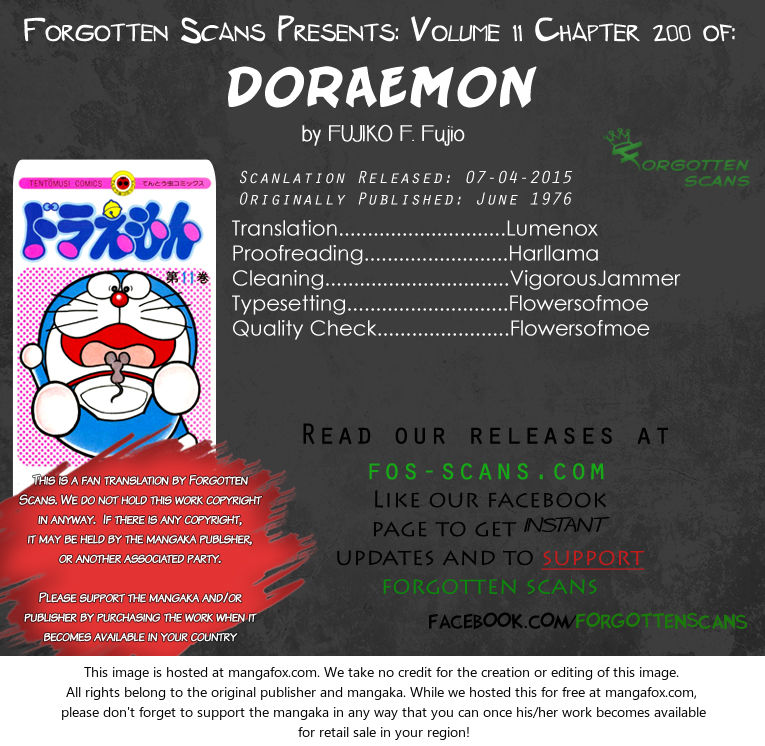 Forgotten Scans Presents: Volume 11 Chapter 200 of:
DORAEMON
by FUJIKO F. Fujio
FORGOTTEN
SCANS
Scanlation Released: 07-04-2015
Originally Published: June 1976
TENTOMUSI COMICS てんとう虫コミックス
ドラえもん
第11巻
Translation.............................Lumenox
Proofreading.........................Harllama
Cleaning................................VigorousJammer
Typesetting............................Flowersofmoe
Quality Check.......................Flowersofmoe
Read our releases at
fos-scans.com
Like our facebook
page to get INSTANT
updates and to support
forgotten scans
facebook.com/forgottenscans
This is a fan translation by Forgotten
Scans. We do not hold this work copyright
in anyway. If there is any copyright,
it may be held by the mangaka publsher,
or another associated party.
Please support the mangaka and/or
publisher by purchasing the work when it
becomes available in your country
This image is hosted at mangafox.com. We take no credit for the creation or editing of this image.
All rights belong to the original publisher and mangaka. While we hosted this for free at mangafox.com,
please don't forget to support the mangaka in any way that you can once his/her work becomes available
for retail sale in your region!